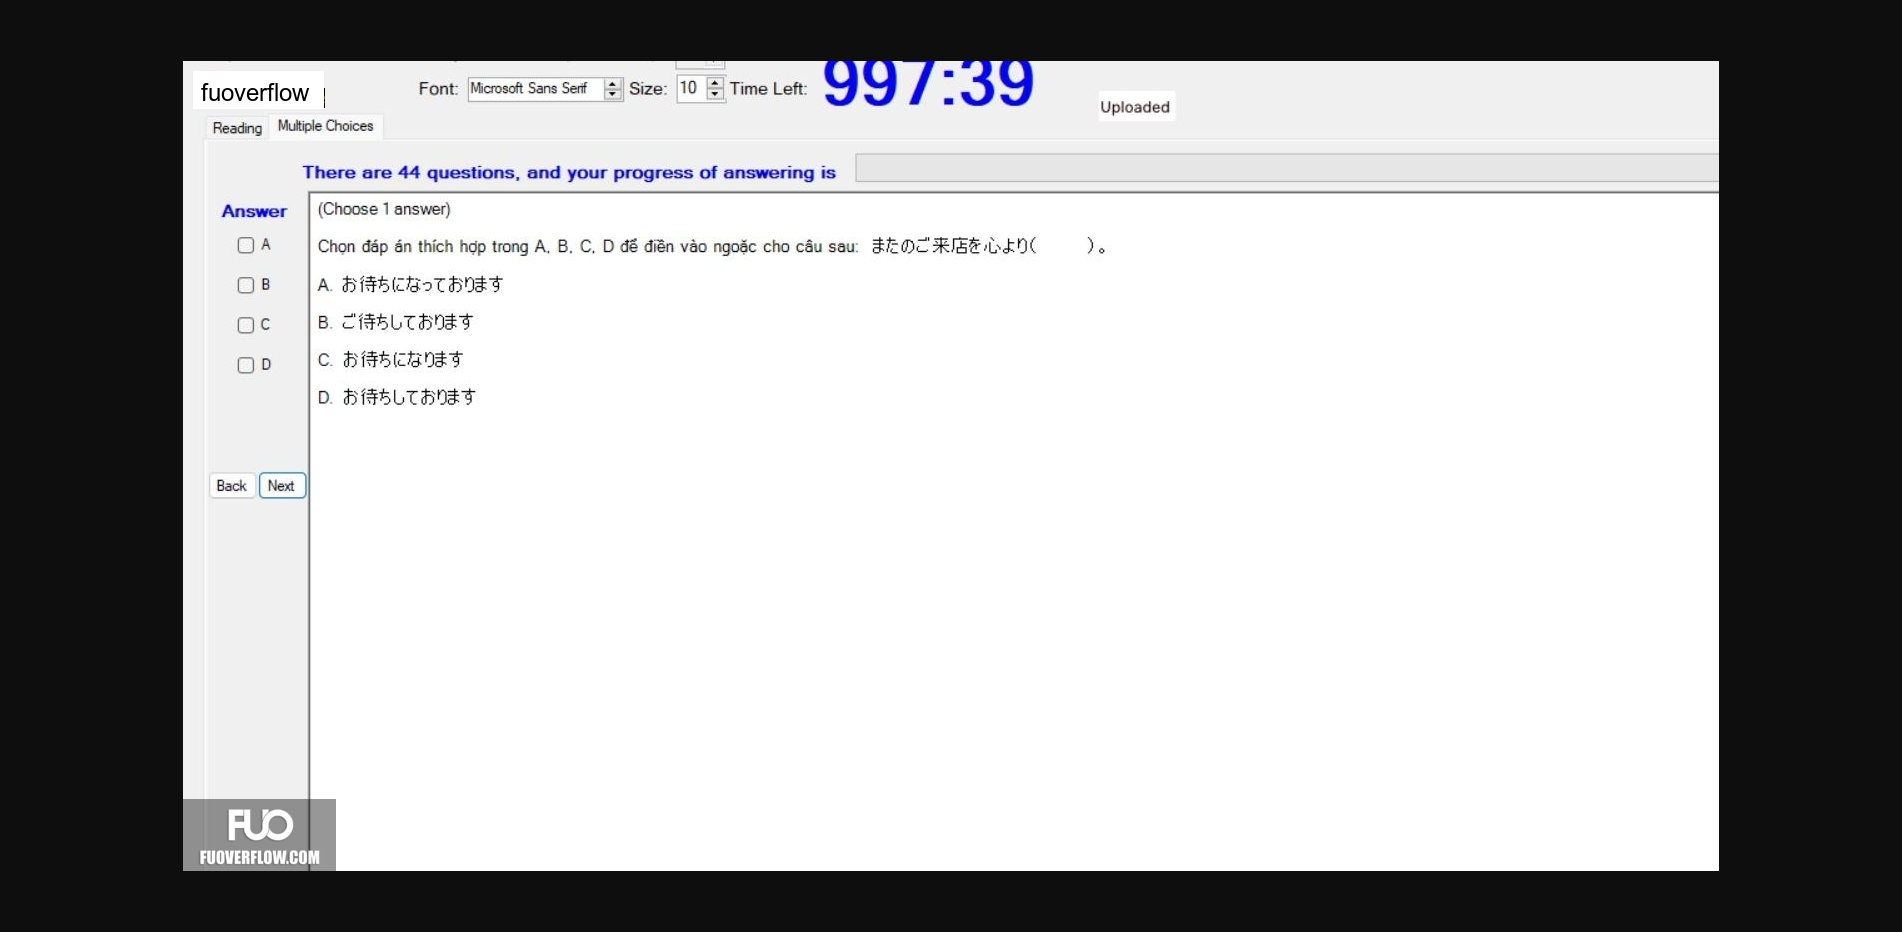 fuoverflow
Font: Microsoft Sans Serif Size: 10 Time Left: 997:39
Uploaded
Reading Multiple Choices
There are 44 questions, and your progress of answering is
Answer
(Choose 1 answer)
A
Chọn đáp án thích hợp trong A, B, C, D để điền vào ngoặc cho câu sau: またのご来店を心より( )。
B
A. お待ちになっております
C
B. ご待ちしております
D
C. お待ちになります
D. お待ちしております
Back Next
FUO
FUOVERFLOW.COM